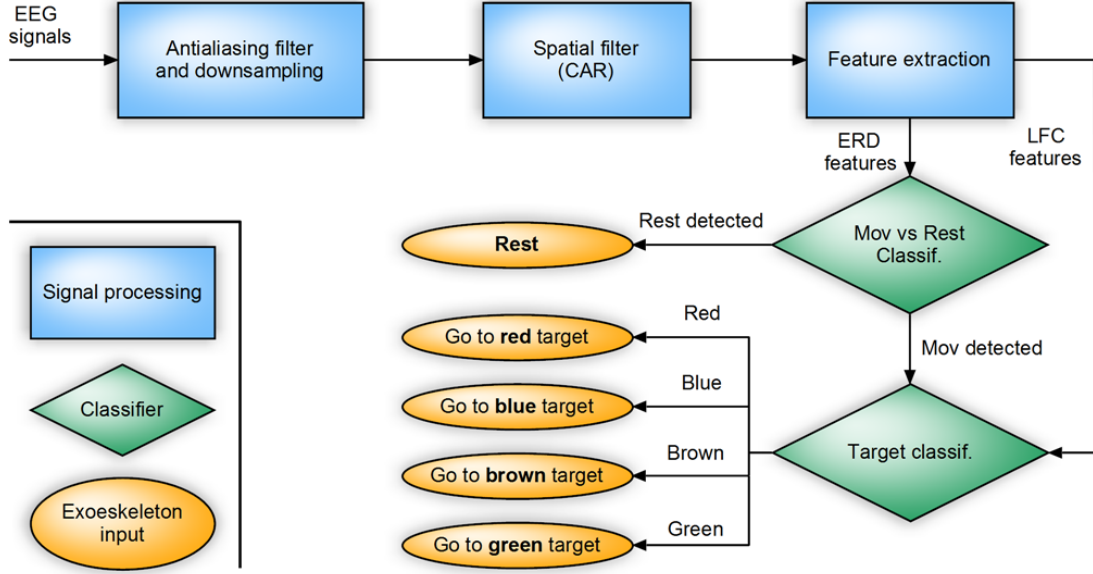 EEG
signals
Antialiasing filter
and downsampling
Spatial filter
(CAR)
Feature extraction
ERD
features
LFC
features
Rest detected
Rest
Mov vs Rest
Classif.
Signal processing
Red
Go to red target
Mov detected
Blue
Classifier
Go to blue target
Brown
Target classif.
Go to brown target
Exoeskeleton
input
Green
Go to green target